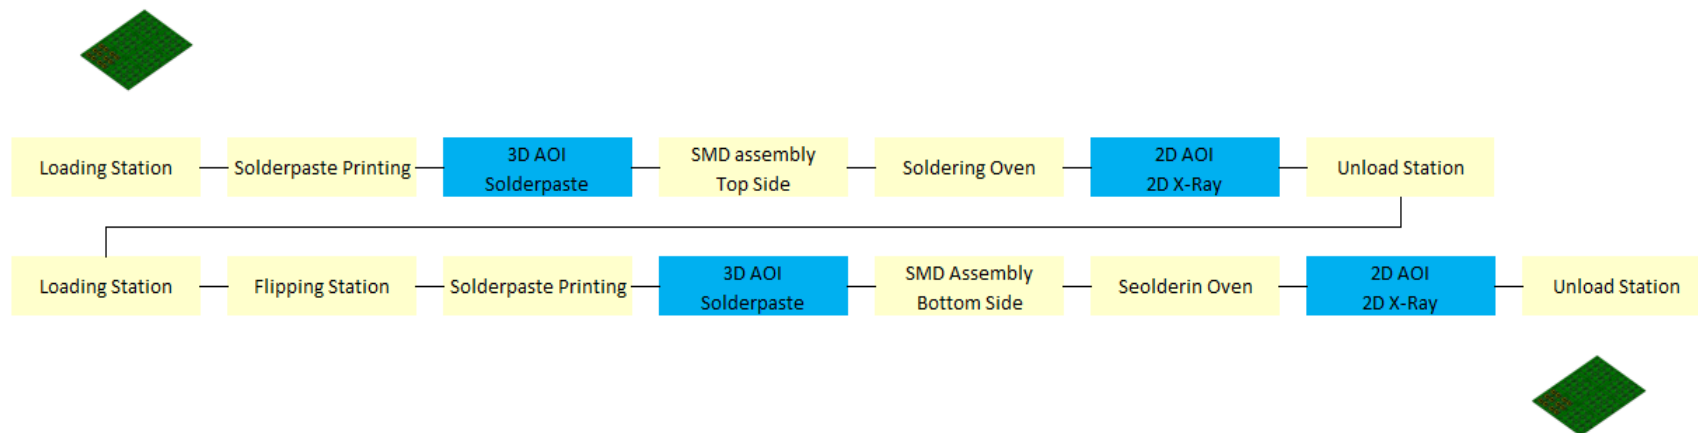 Loading Station
Solderpaste Printing
3D AOI
Solderpaste
SMD assembly
Top Side
Soldering Oven
2D AOI
2D X-Ray
Unload Station
Loading Station
Flipping Station
Solderpaste Printing
3D AOI
Solderpaste
SMD Assembly
Bottom Side
Seolderin Oven
2D AOI
2D X-Ray
Unload Station